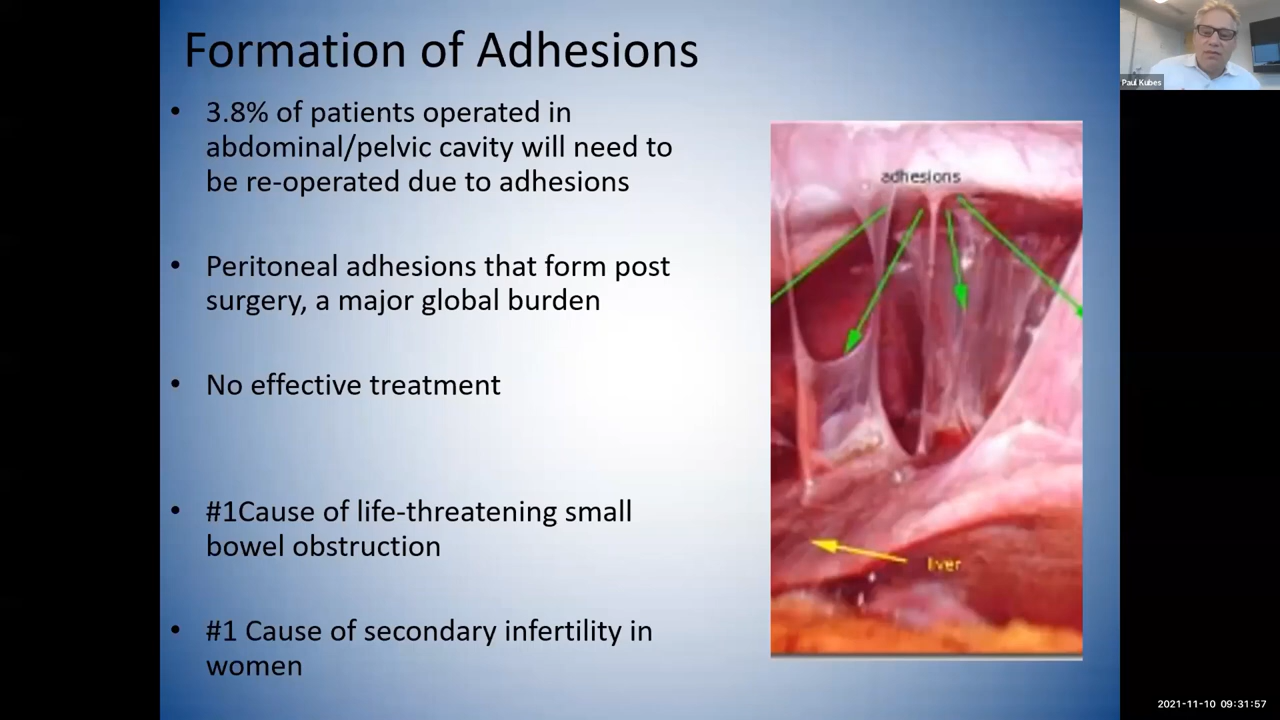 Formation of Adhesions
• 3.8% of patients operated in
abdominal/pelvic cavity will need to
be re-operated due to adhesions
• Peritoneal adhesions that form post
surgery, a major global burden
• No effective treatment
• #1Cause of life-threatening small
bowel obstruction
• #1 Cause of secondary infertility in
women
adhesions
liver
Paul Kubes
2021-11-10 09:31:57